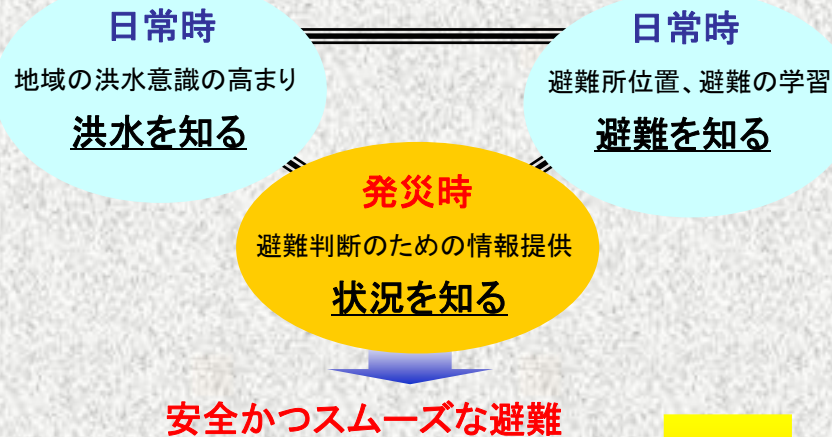 日常時
地域の洪水意識の高まり
洪水を知る
日常時
避難所位置、避難の学習
避難を知る
発災時
避難判断のための情報提供
状況を知る
安全かつスムーズな避難